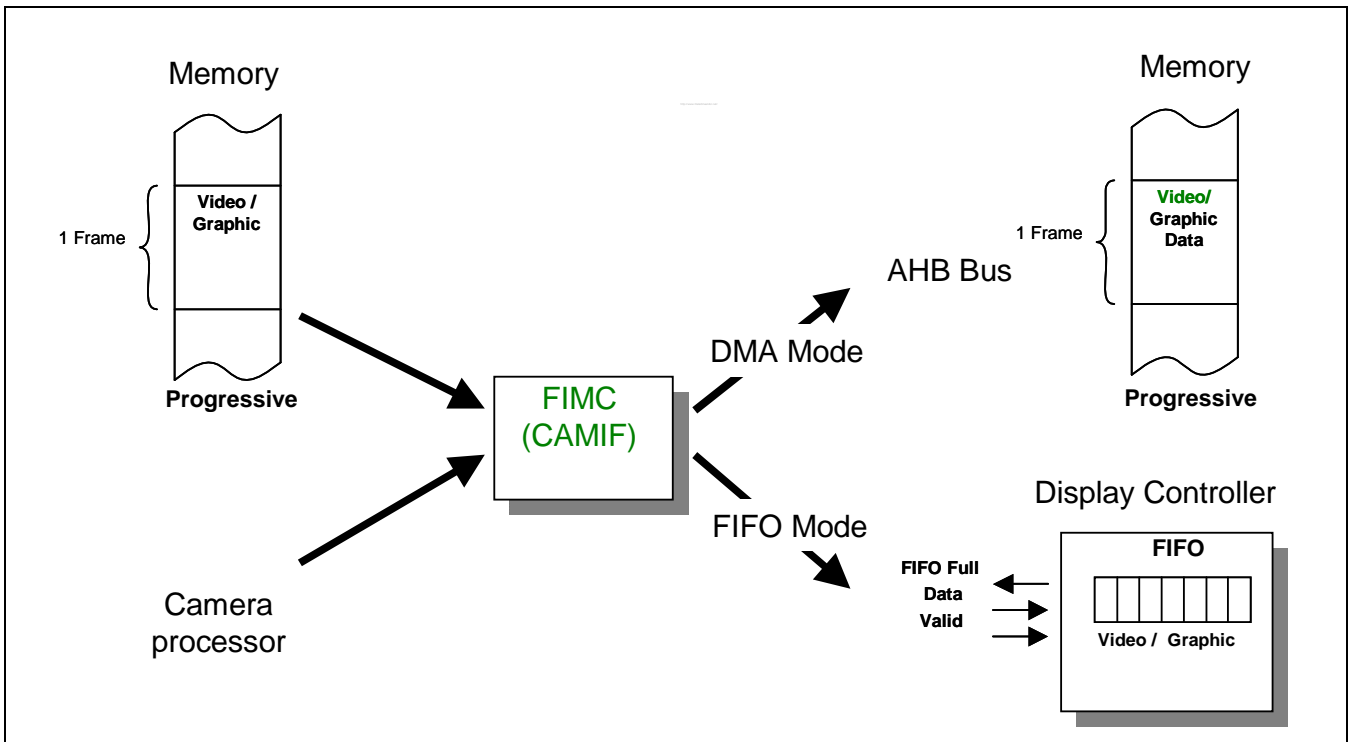 Memory
Video /
Graphic
1 Frame
Progressive
Camera
processor
FIMC
(CAMIF)
DMA Mode
FIFO Mode
AHB Bus
Memory
Video/
Graphic
Data
1 Frame
Progressive
Display Controller
FIFO
Video / Graphic
FIFO Full
Data
Valid